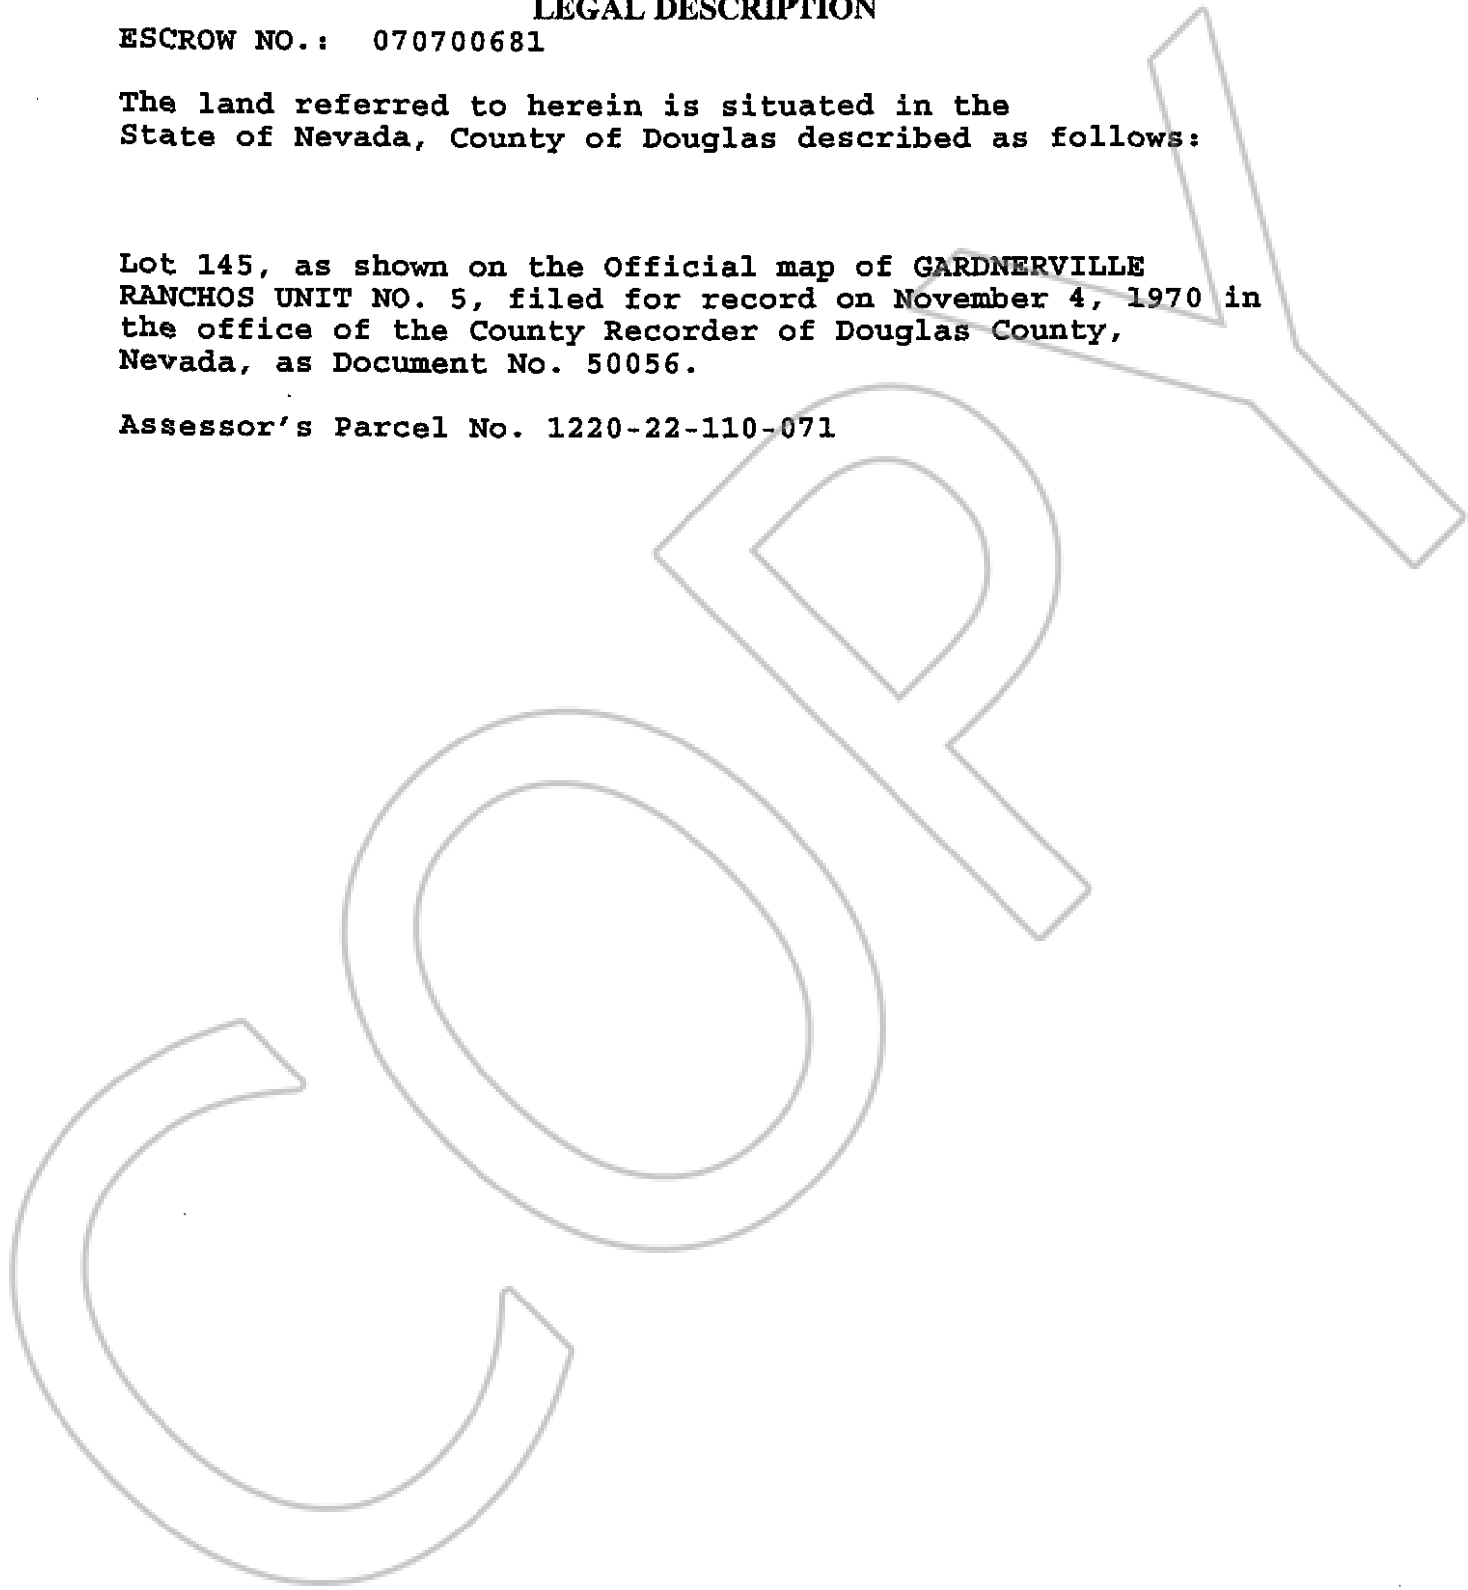 LEGAL DESCRIPTION
ESCROW NO.: 070700681
The land referred to herein is situated in the
State of Nevada, County of Douglas described as follows:
Lot 145, as shown on the Official map of GARDNERVILLE
RANCHOS UNIT NO. 5, filed for record on November 4, 1970 in
the office of the County Recorder of Douglas County,
Nevada, as Document No. 50056.
Assessor's Parcel No. 1220-22-110-071
COPY